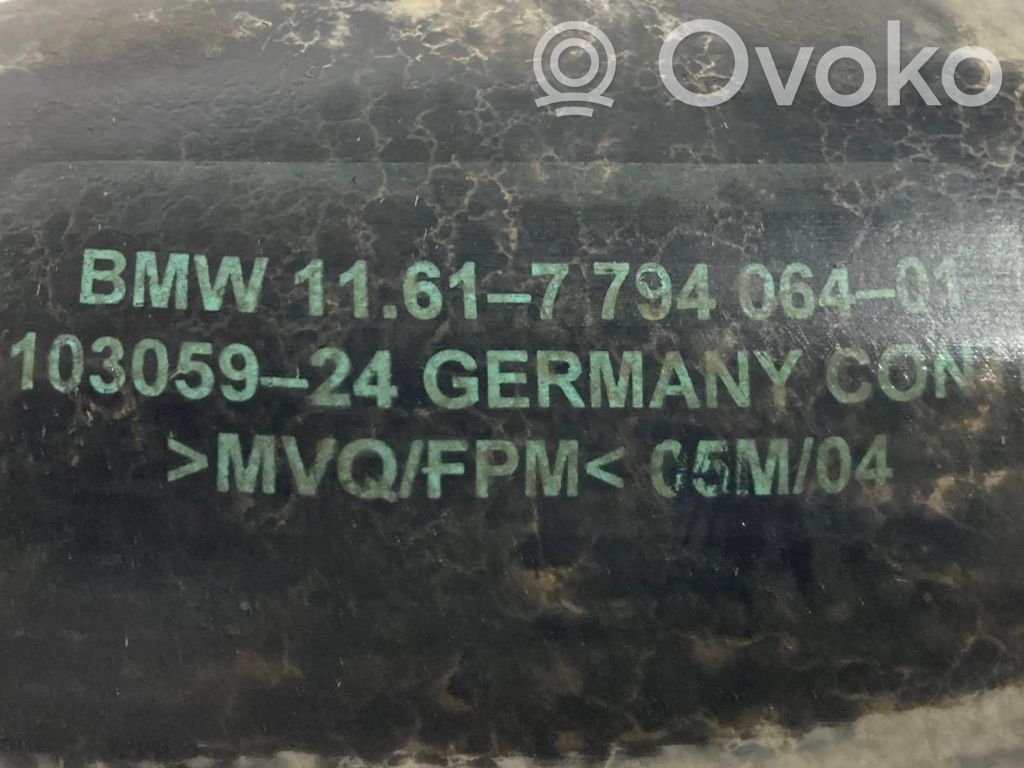 Ovoko
BMW 11.61-7 794 064-01
103059-24 GERMANY CON
>MVQ/FPM< 05M/04